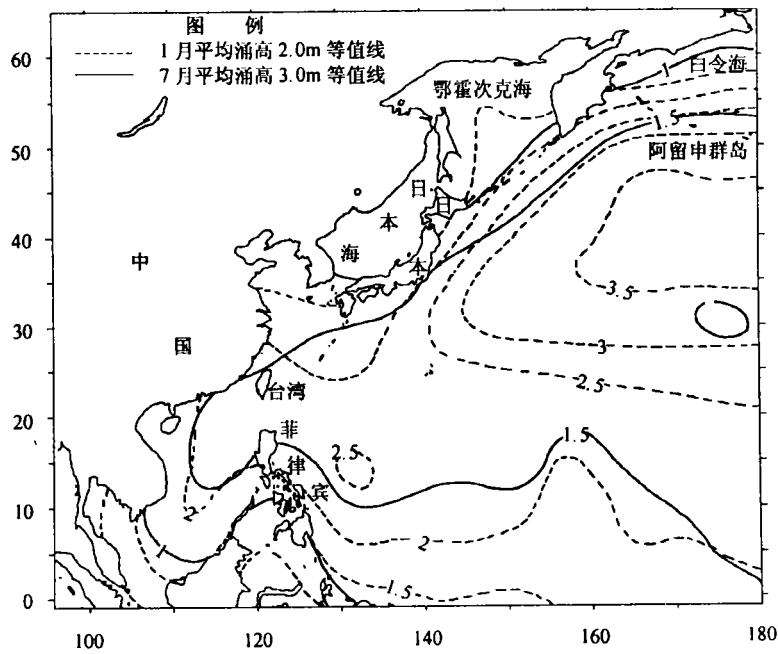 图 例
1月平均涌高2.0m等值线
7月平均涌高3.0m等值线
60
50
40
30
20
10
0
100
120
140
160
180
白令海
鄂霍次克海
阿留申群岛
日本海
日本
中国
台湾
菲律宾
1
1.5
3.5
3
2.5
2.5
1.5
2
2
1
1.5